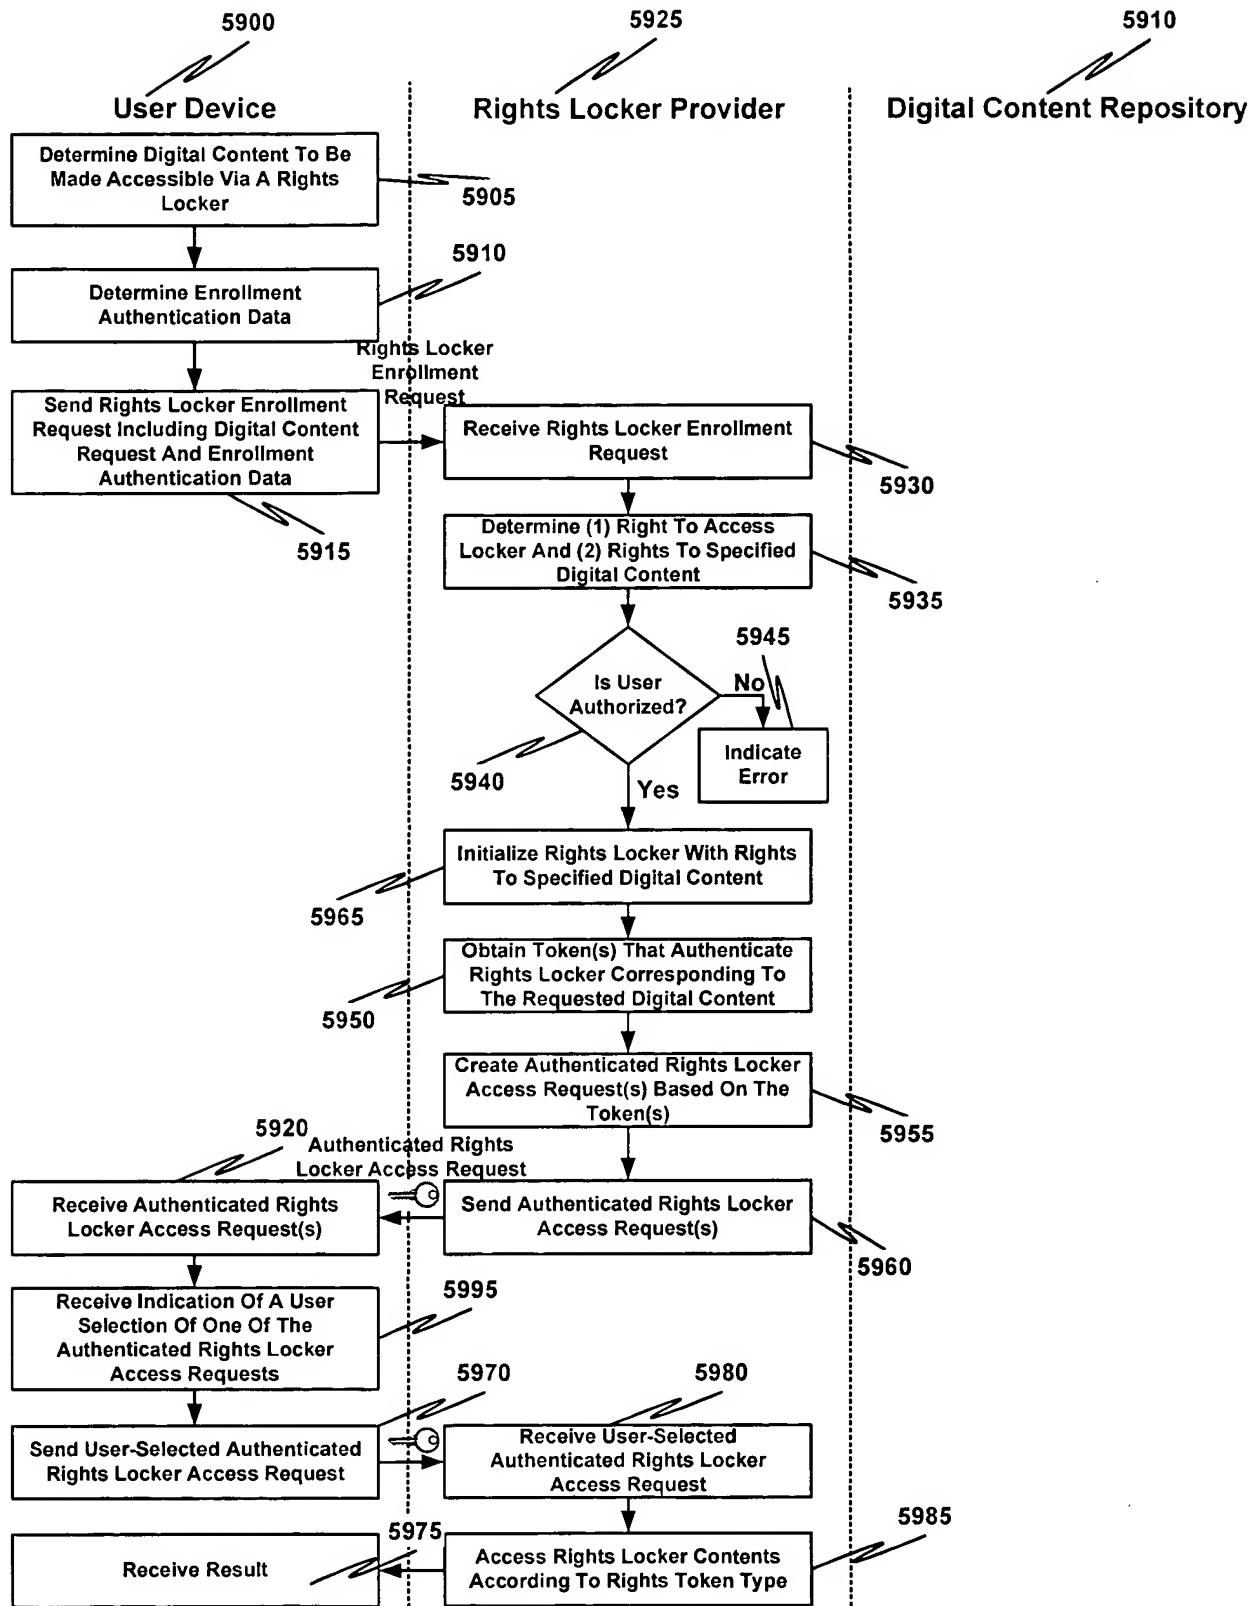 5900
5925
5910
User Device
Rights Locker Provider
Digital Content Repository
Determine Digital Content To Be
Made Accessible Via A Rights
Locker
5905
5910
Determine Enrollment
Authentication Data
Rights Locker
Enrollment
Request
Send Rights Locker Enrollment
Request Including Digital Content
Request And Enrollment
Authentication Data
5915
Receive Rights Locker Enrollment
Request
5930
Determine (1) Right To Access
Locker And (2) Rights To Specified
Digital Content
5935
Is User
Authorized?
5940
No
5945
Indicate
Error
Yes
Initialize Rights Locker With Rights
To Specified Digital Content
5965
Obtain Token(s) That Authenticate
Rights Locker Corresponding To
The Requested Digital Content
5950
Create Authenticated Rights Locker
Access Request(s) Based On The
Token(s)
5955
5920
Authenticated Rights
Locker Access Request
Receive Authenticated Rights
Locker Access Request(s)
Send Authenticated Rights Locker
Access Request(s)
5960
Receive Indication Of A User
Selection Of One Of The
Authenticated Rights Locker
Access Requests
5995
5970
5980
Send User-Selected Authenticated
Rights Locker Access Request
Receive User-Selected
Authenticated Rights Locker
Access Request
5985
5975
Receive Result
Access Rights Locker Contents
According To Rights Token Type